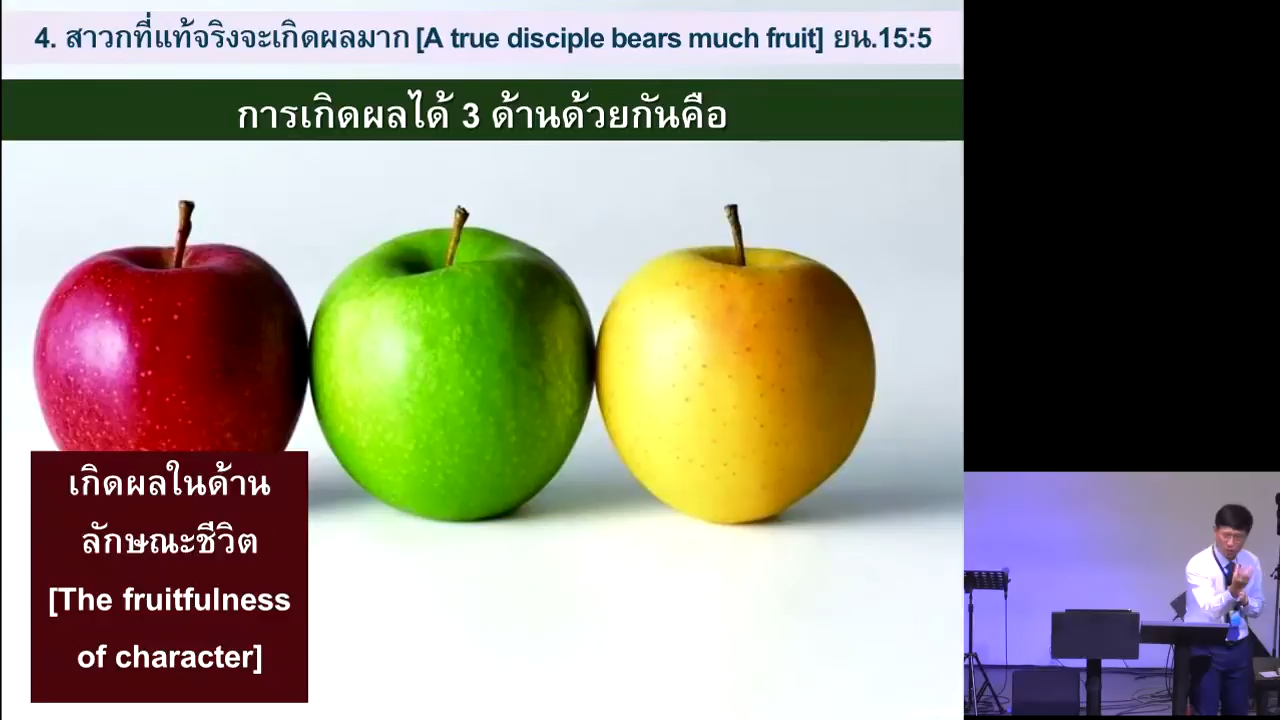 4. สาวกที่แท้จริงจะเกิดผลมาก [A true disciple bears much fruit] ยน.15:5
การเกิดผลได้ 3 ด้านด้วยกันคือ
เกิดผลในด้าน
ลักษณะชีวิต
[The fruitfulness
of character]